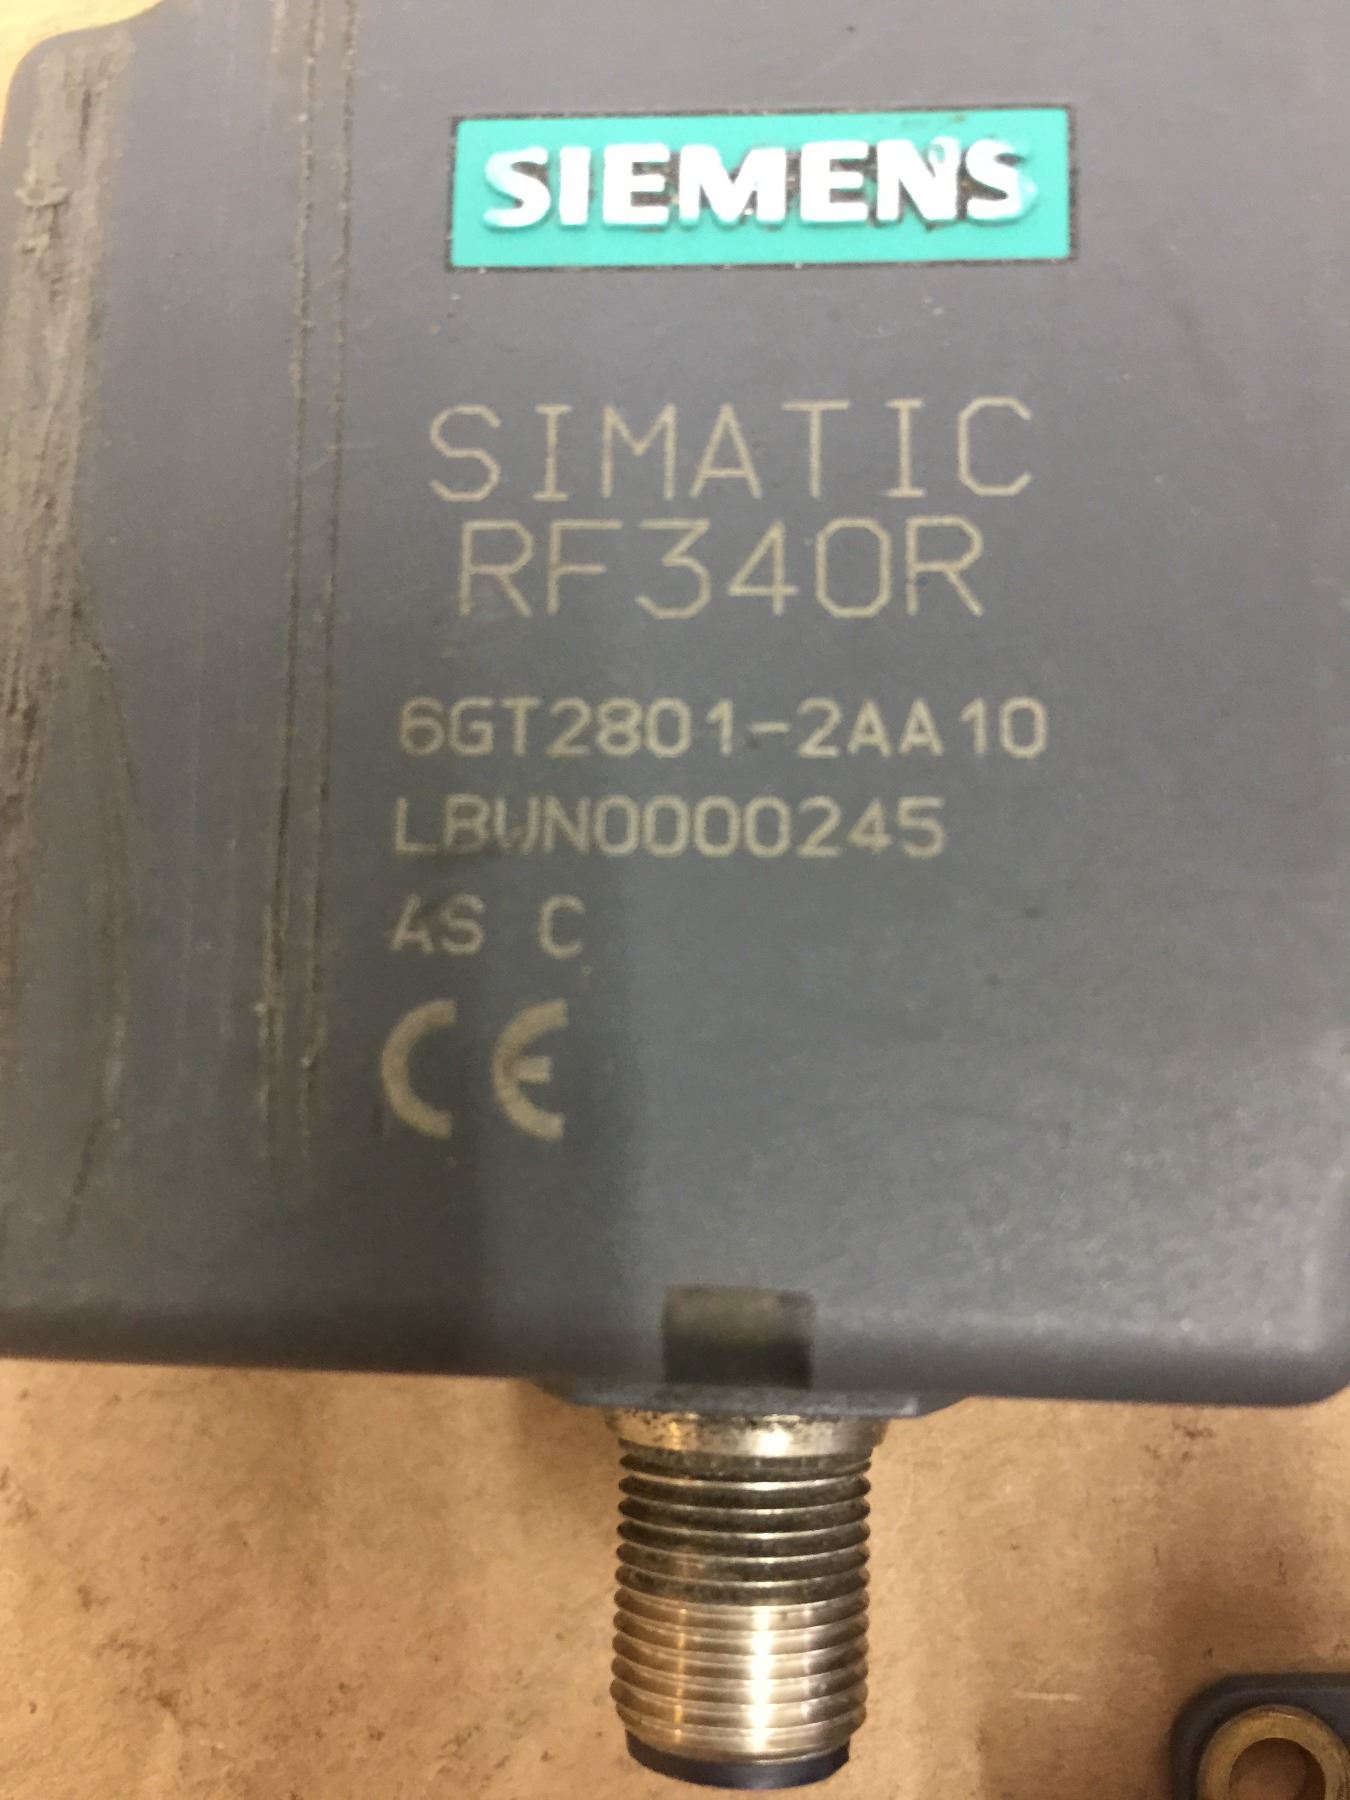 SIEMENS
SIMATIC
RF340R
6GT2801-2AA10
LBUN0000245
AS C
CE